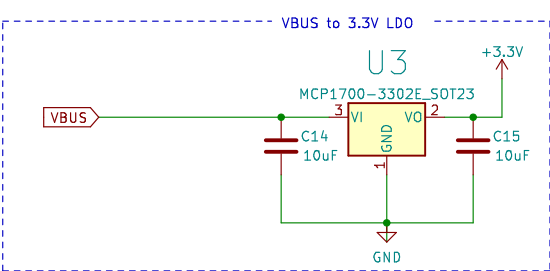 VBUS to 3.3V LDO
U3
+3.3V
MCP1700-3302E_SOT23
VBUS
3
VI
VO
2
GND
1
C14
10uF
C15
10uF
GND